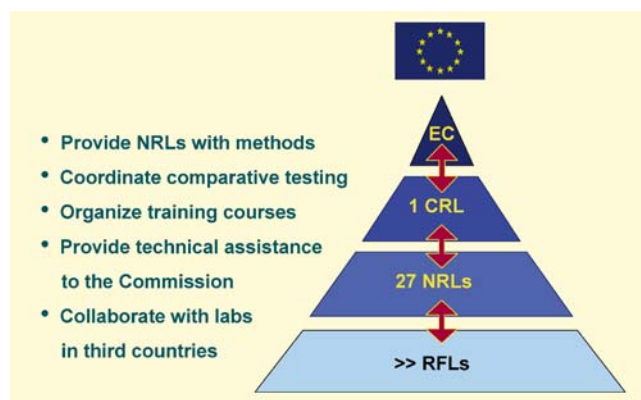 • Provide NRLs with methods
• Coordinate comparative testing
• Organize training courses
• Provide technical assistance
to the Commission
• Collaborate with labs
in third countries
EC
1 CRL
27 NRLs
>> RFLs